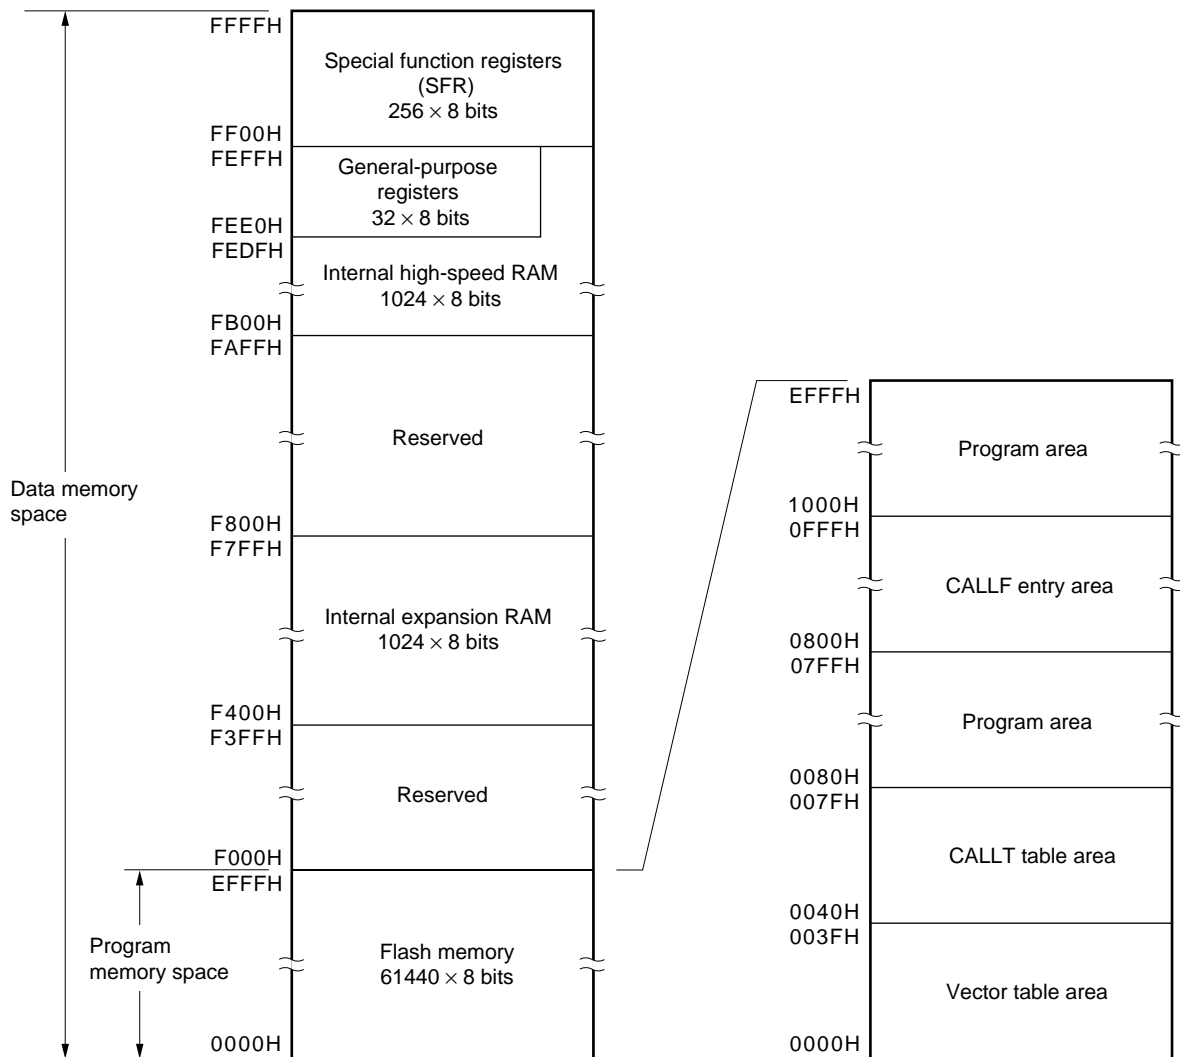 FFFFH
Special function registers
(SFR)
256 × 8 bits
FF00H
FEFFH
General-purpose
registers
32 × 8 bits
FEE0H
FEDFH
Internal high-speed RAM
1024 × 8 bits
FB00H
FAFFH
Reserved
Data memory
space
F800H
F7FFH
Internal expansion RAM
1024 × 8 bits
F400H
F3FFH
Reserved
F000H
EFFFH
Program
memory space
Flash memory
61440 × 8 bits
0000H
EFFFH
Program area
1000H
0FFFH
CALLF entry area
0800H
07FFH
Program area
0080H
007FH
CALLT table area
0040H
003FH
Vector table area
0000H